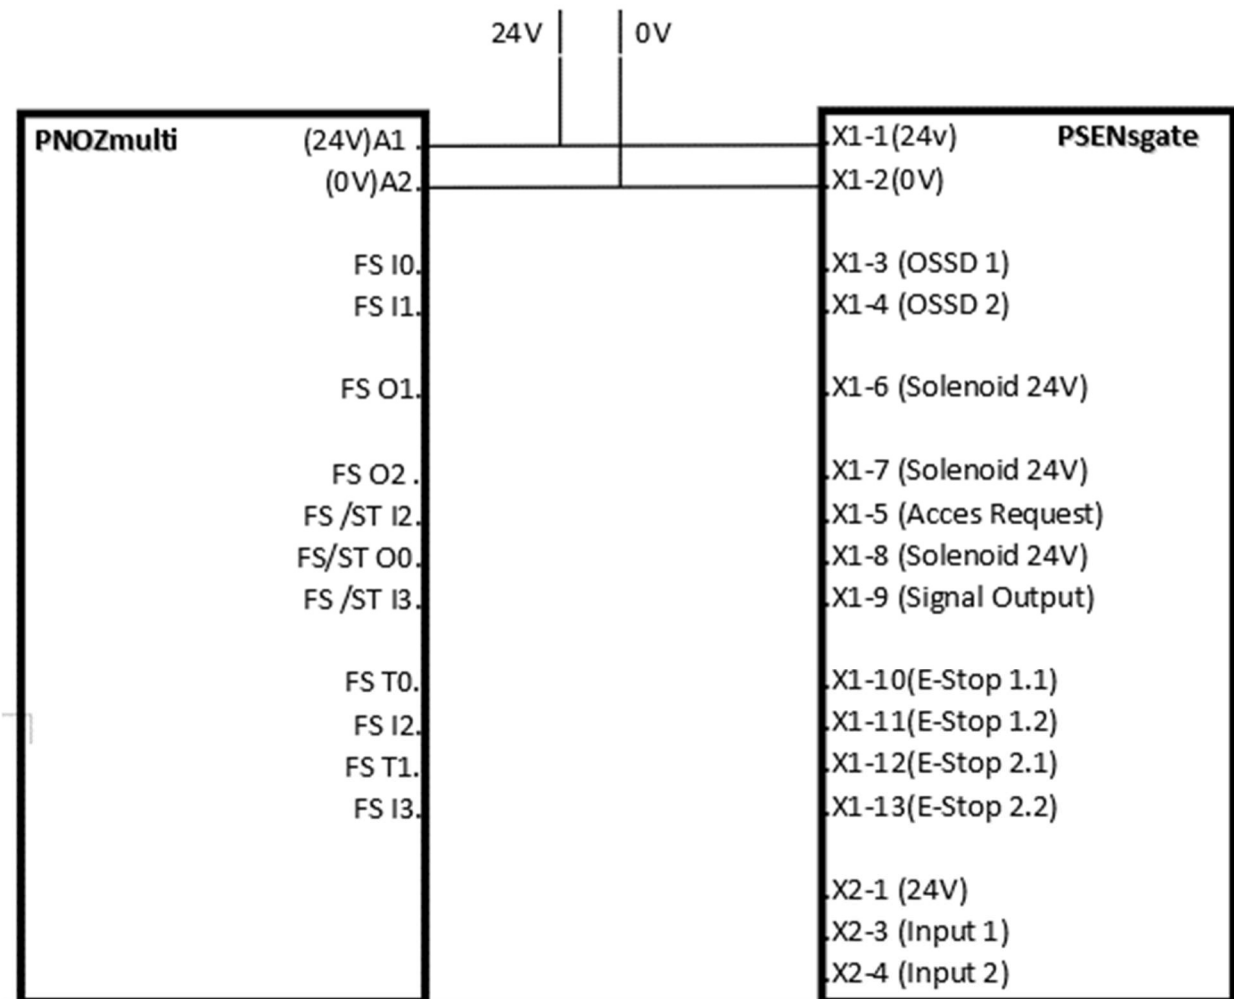 24V
0V
PNOZmulti
(24V)A1
(0V)A2
FS I0
FS I1
FS O1
FS O2
FS /ST I2
FS/ST O0
FS /ST I3
FS T0
FS I2
FS T1
FS I3
PSENsgate
X1-1(24v)
X1-2(0V)
X1-3 (OSSD 1)
X1-4 (OSSD 2)
X1-6 (Solenoid 24V)
X1-7 (Solenoid 24V)
X1-5 (Acces Request)
X1-8 (Solenoid 24V)
X1-9 (Signal Output)
X1-10(E-Stop 1.1)
X1-11(E-Stop 1.2)
X1-12(E-Stop 2.1)
X1-13(E-Stop 2.2)
X2-1 (24V)
X2-3 (Input 1)
X2-4 (Input 2)